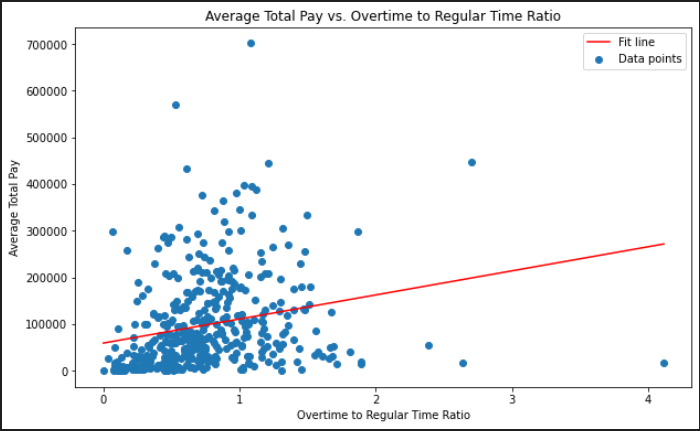 Average Total Pay vs. Overtime to Regular Time Ratio
Fit line
Data points
700000
600000
500000
400000
300000
200000
100000
0
Average Total Pay
0 1 2 3 4
Overtime to Regular Time Ratio